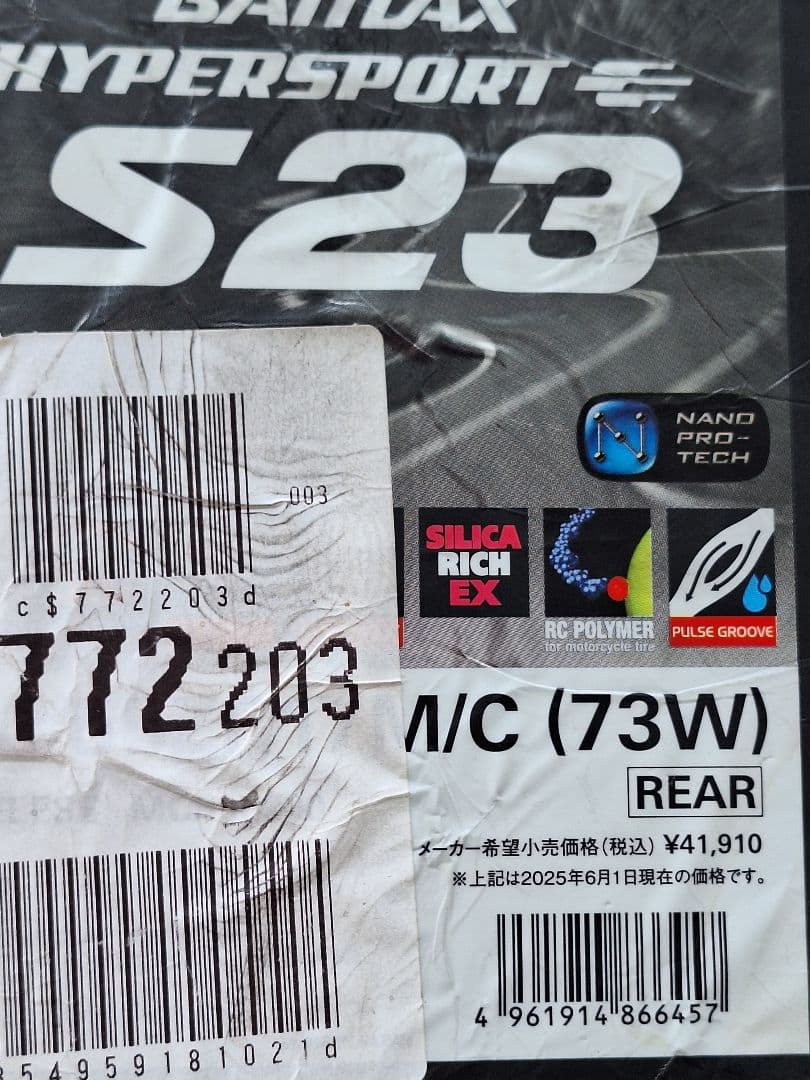 BATTLAX
HYPERSPORT
S23
NANO
PRO-
TECH
003
SILICA
RICH
EX
RC POLYMER
for motorcycle tire
PULSE GROOVE
c$772203d
772203
M/C (73W)
REAR
メーカー希望小売価格(税込) ¥41,910
※上記は2025年6月1日現在の価格です。
4 961914 866457
54959181021d